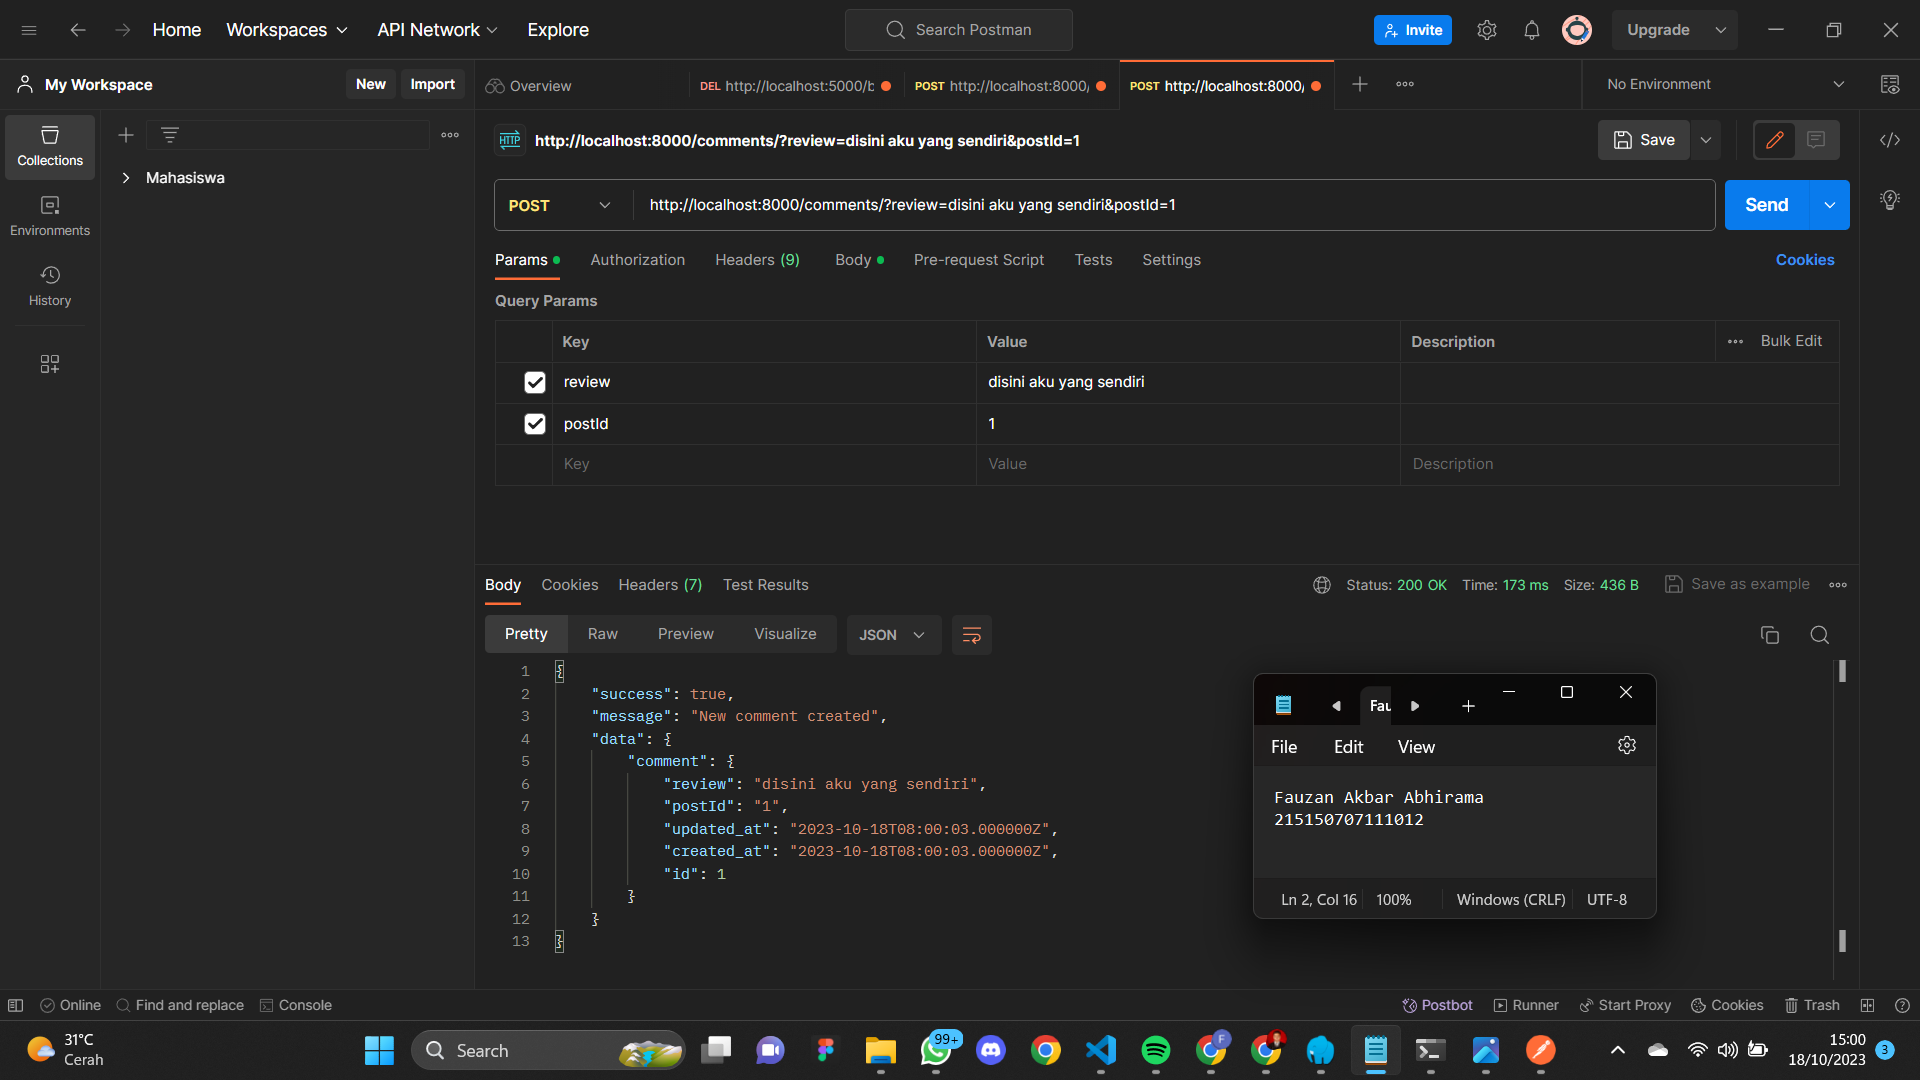 Home
Workspaces
API Network
Explore
Search Postman
Invite
Upgrade
My Workspace
New
Import
Overview
DEL http://localhost:5000/b
POST http://localhost:8000/
POST http://localhost:8000/
No Environment
Collections
Environments
History
Mahasiswa
HTTP
http://localhost:8000/comments/?review=disini aku yang sendiri&postId=1
Save
POST
http://localhost:8000/comments/?review=disini aku yang sendiri&postId=1
Send
Params
Authorization
Headers (9)
Body
Pre-request Script
Tests
Settings
Cookies
Query Params
Key
Value
Description
Bulk Edit
review
disini aku yang sendiri
postId
1
Key
Value
Description
Body
Cookies
Headers (7)
Test Results
Status: 200 OK
Time: 173 ms
Size: 436 B
Save as example
Pretty
Raw
Preview
Visualize
JSON
1 {
2 "success": true,
3 "message": "New comment created",
4 "data": {
5 "comment": {
6 "review": "disini aku yang sendiri",
7 "postId": "1",
8 "updated_at": "2023-10-18T08:00:03.000000Z",
9 "created_at": "2023-10-18T08:00:03.000000Z",
10 "id": 1
11 }
12 }
13 }
Fau
File
Edit
View
Fauzan Akbar Abhirama
215150707111012
Ln 2, Col 16
100%
Windows (CRLF)
UTF-8
Online
Find and replace
Console
Postbot
Runner
Start Proxy
Cookies
Trash
31°C
Cerah
Search
99+
F
15:00
18/10/2023
3